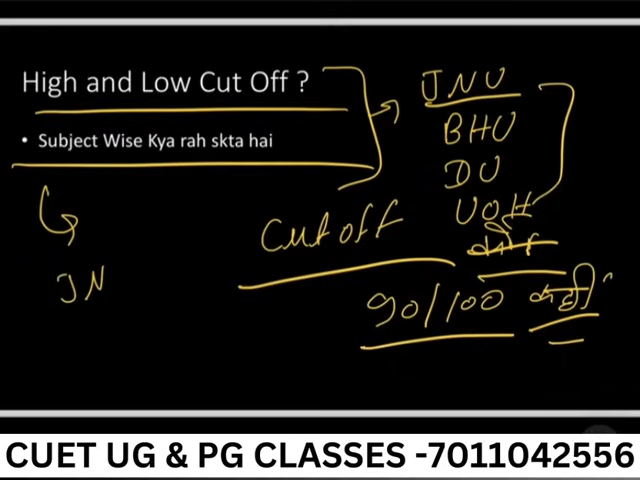 High and Low Cut Off ?
• Subject Wise Kya rah skta hai
JNU
BHU
DU
UOH
Cut off
90/100
JN
CUET UG & PG CLASSES -7011042556